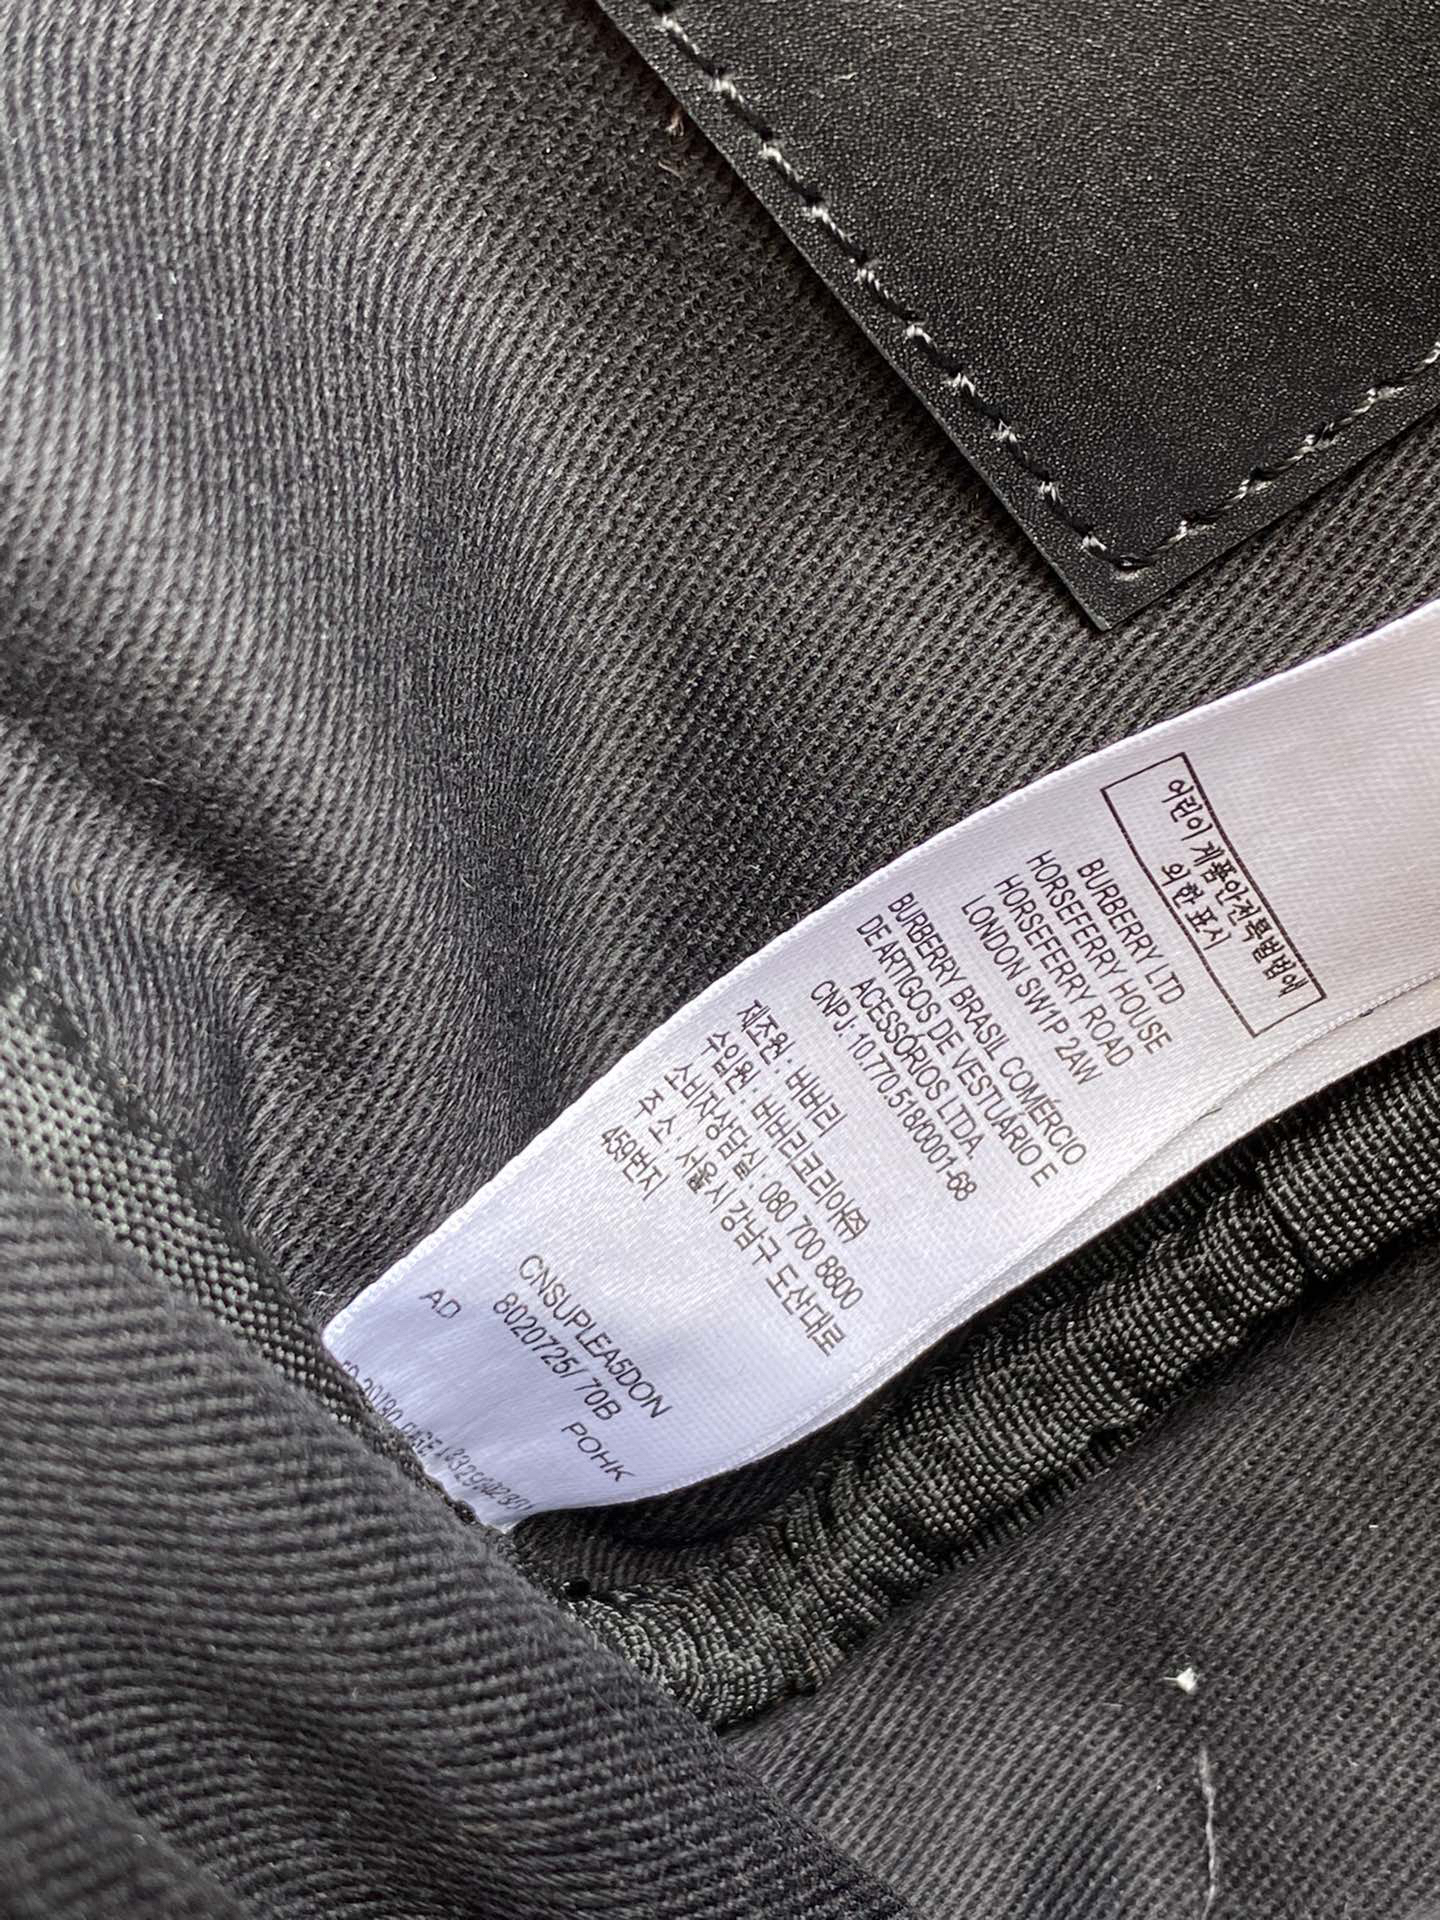 어린이제품안전특별법에
의한 표시
BURBERRY LTD
HORSEFERRY HOUSE
HORSEFERRY ROAD
LONDON SW1P 2AW
BURBERRY BRASIL COMÉRCIO
DE ARTIGOS DE VESTUÁRIO E
ACESSÓRIOS LTDA
CNPJ: 10.770.518/0001-68
제조원 : 버버리
수입원 : 버버리코리아㈜
소비자상담실 : 080 700 8800
주 소 : 서울시 강남구 도산대로
459번지
CNSUPLEA5DON
8020725/ 70B
AD POHK